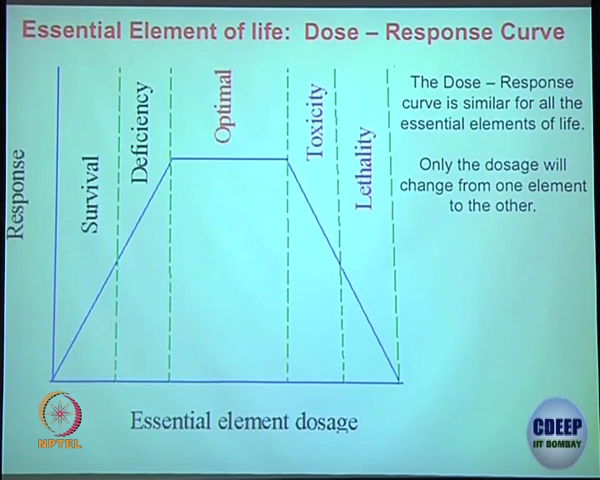 Essential Element of life: Dose – Response Curve
Response
Survival
Deficiency
Optimal
Toxicity
Lethality
The Dose – Response
curve is similar for all the
essential elements of life.
Only the dosage will
change from one element
to the other.
Essential element dosage
NPTEL
CDEEP
IIT BOMBAY